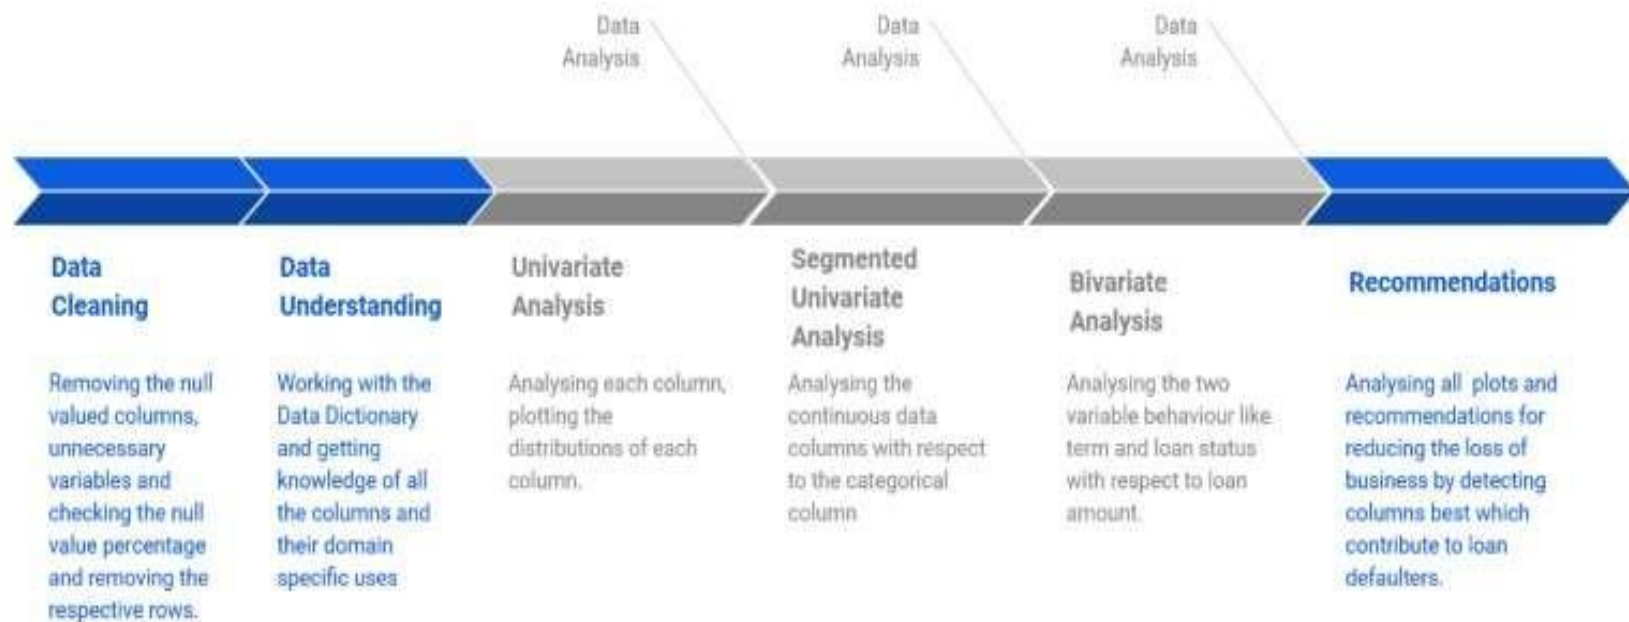 Data
Analysis
Data
Analysis
Data
Analysis
Data
Cleaning
Removing the null
valued columns,
unnecessary
variables and
checking the null
value percentage
and removing the
respective rows.
Data
Understanding
Working with the
Data Dictionary
and getting
knowledge of all
the columns and
their domain
specific uses
Univariate
Analysis
Analysing each column,
plotting the
distributions of each
column.
Segmented
Univariate
Analysis
Analysing the
continuous data
columns with respect
to the categorical
column
Bivariate
Analysis
Analysing the two
variable behaviour like
term and loan status
with respect to loan
amount.
Recommendations
Analysing all plots and
recommendations for
reducing the loss of
business by detecting
columns best which
contribute to loan
defaulters.